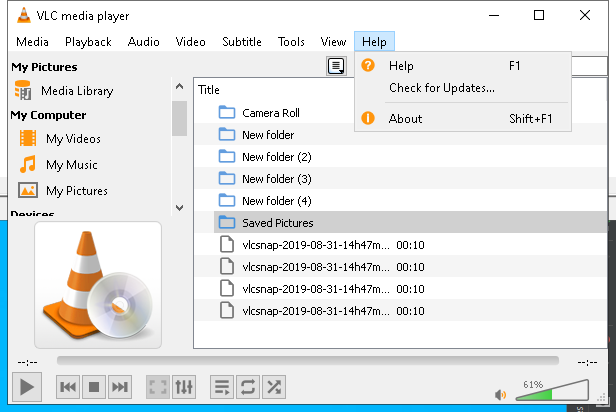 VLC media player
Media Playback Audio Video Subtitle Tools View Help
Help F1
Check for Updates...
About Shift+F1
My Pictures
Media Library
My Computer
My Videos
My Music
My Pictures
Devices
Title
Camera Roll
New folder
New folder (2)
New folder (3)
New folder (4)
Saved Pictures
vlcsnap-2019-08-31-14h47m... 00:10
vlcsnap-2019-08-31-14h47m... 00:10
vlcsnap-2019-08-31-14h47m... 00:10
vlcsnap-2019-08-31-14h47m... 00:10
--:-- --:--
61%